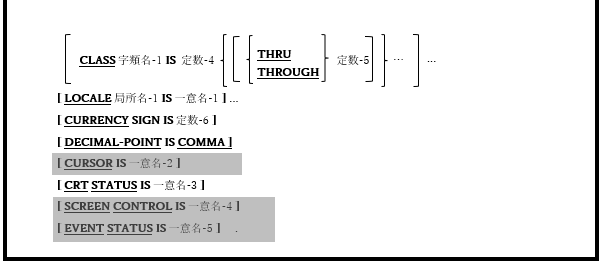 THRU
CLASS 字類名-1 IS 定数-4 定数-5 … …
THROUGH
[ LOCALE 局所名-1 IS 一意名-1 ] …
[ CURRENCY SIGN IS 定数-6 ]
[ DECIMAL-POINT IS COMMA ]
[ CURSOR IS 一意名-2 ]
[ CRT STATUS IS 一意名-3 ]
[ SCREEN CONTROL IS 一意名-4 ]
[ EVENT STATUS IS 一意名-5 ] .